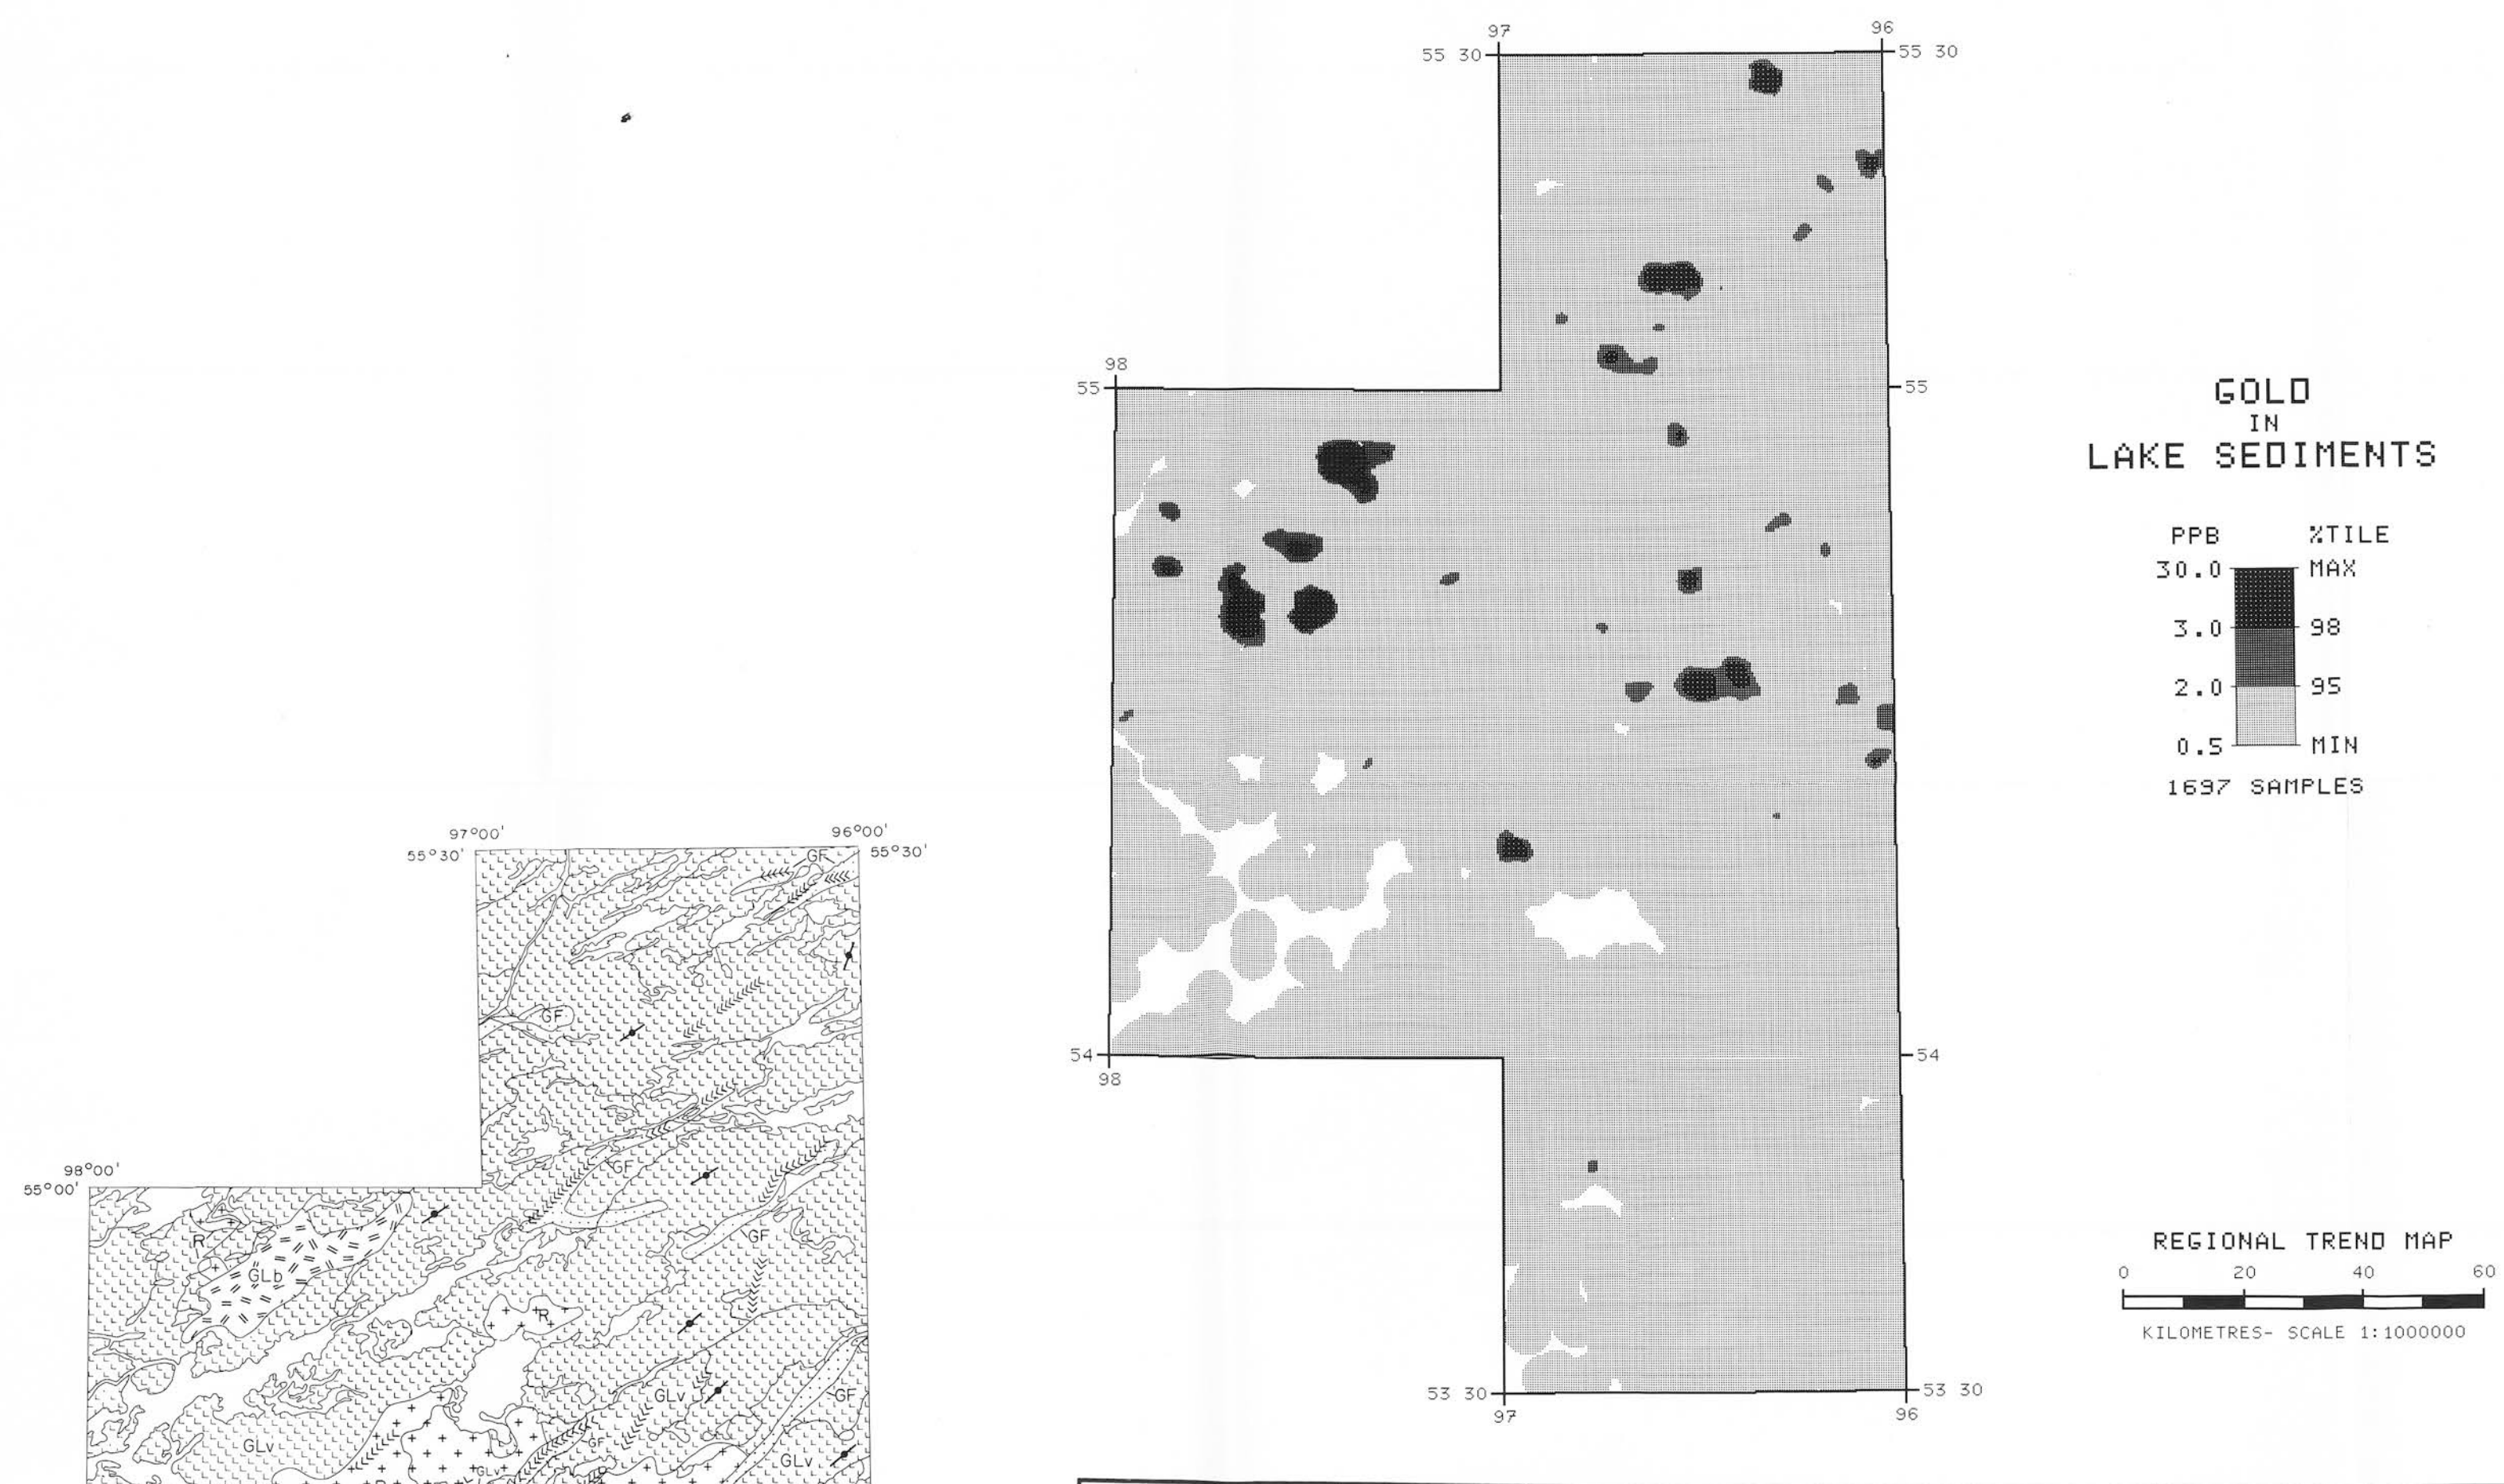 97
96
55 30
55 30
98
55
55
54
54
98
53 30
53 30
97
96
GOLD
IN
LAKE SEDIMENTS
PPB %TILE
30.0 MAX
3.0 98
2.0 95
0.5 MIN
1697 SAMPLES
REGIONAL TREND MAP
0 20 40 60
KILOMETRES- SCALE 1:1000000
97°00' 96°00'
55°30' 55°30'
GF
GF
98°00'
55°00'
GF
R
GF
GLb
R
GLv
GF
GLv
GF
GLv
GLv